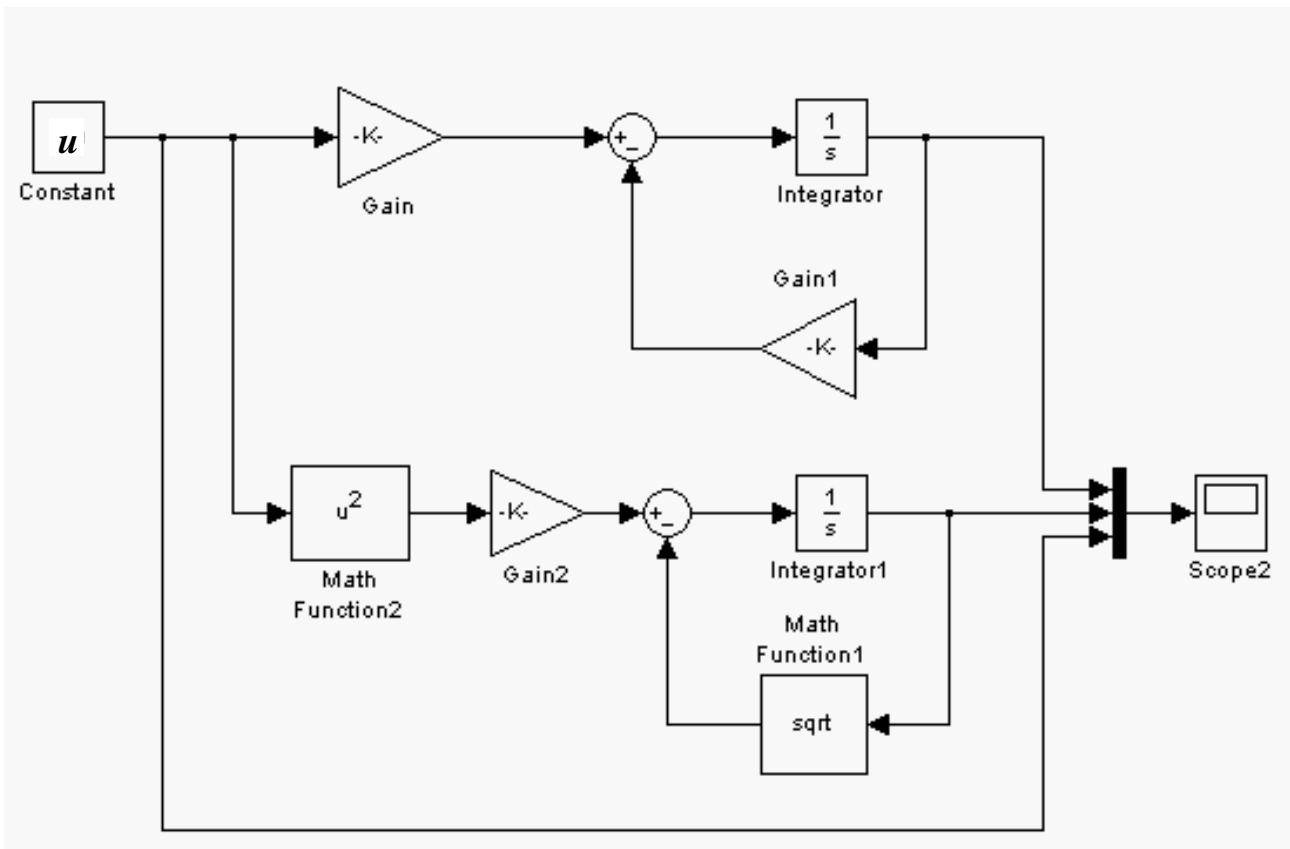 u
Constant
-K-
Gain
+
−
1
s
Integrator
Gain1
-K-
u2
Math
Function2
-K-
Gain2
+
−
1
s
Integrator1
Math
Function1
sqrt
Scope2